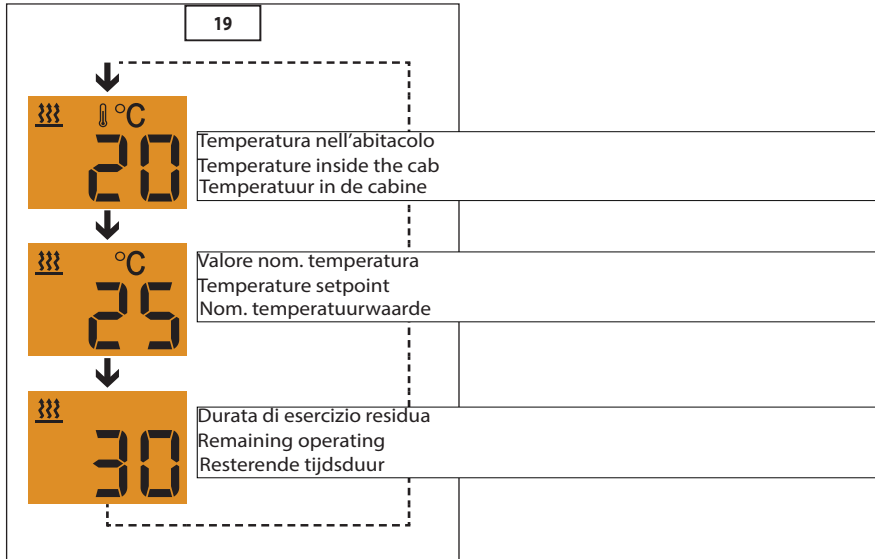 19
°C
20
Temperatura nell'abitacolo
Temperature inside the cab
Temperatuur in de cabine
°C
25
Valore nom. temperatura
Temperature setpoint
Nom. temperatuurwaarde
30
Durata di esercizio residua
Remaining operating
Resterende tijdsduur